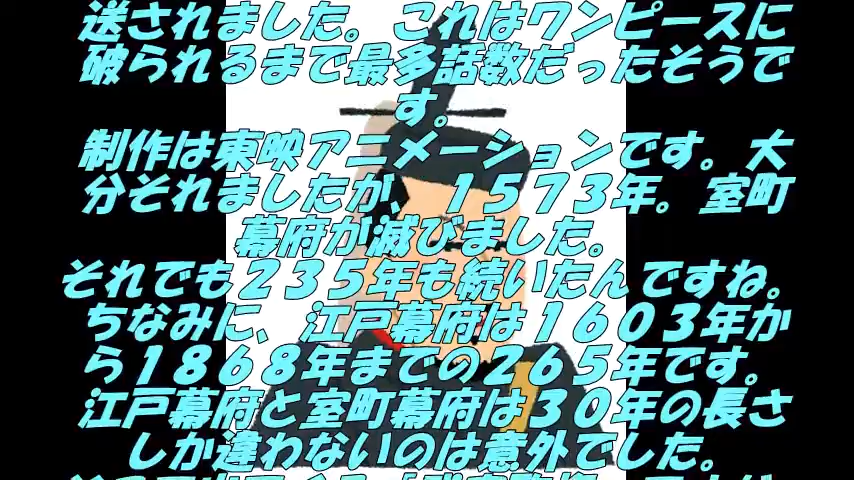 送されました。これはワンピースに
破られるまで最多話数だったそうで
す。
制作は東映アニメーションです。大
分それましたが、１５７３年。室町
幕府が滅びました。
それでも２３５年も続いたんですね。
ちなみに、江戸幕府は１６０３年か
ら１８６８年までの２６５年です。
江戸幕府と室町幕府は３０年の長さ
しか違わないのは意外でした。